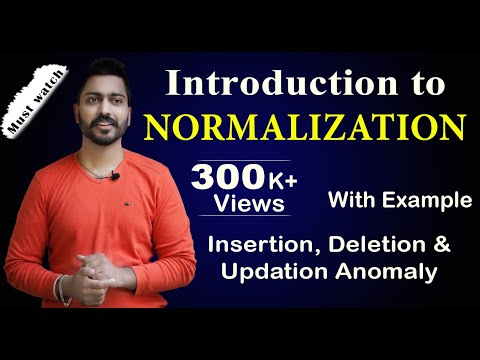 Must watch
Introduction to
NORMALIZATION
300K+
Views
With Example
Insertion, Deletion &
Updation Anomaly